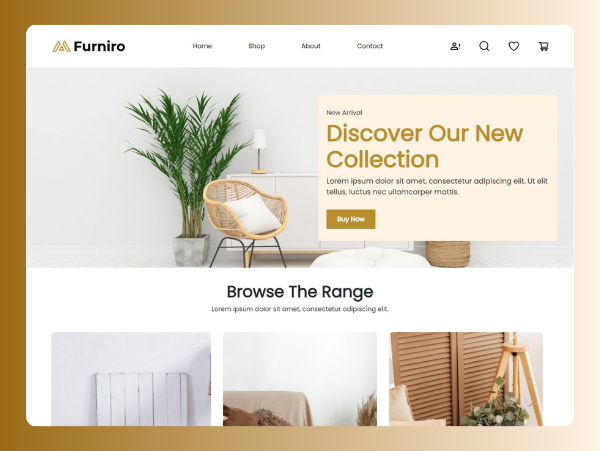 Furniro
Home
Shop
About
Contact
New Arrival
Discover Our New
Collection
Lorem ipsum dolor sit amet, consectetur adipiscing elit. Ut elit
tellus, luctus nec ullamcorper mattis.
Buy Now
Browse The Range
Lorem ipsum dolor sit amet, consectetur adipiscing elit.